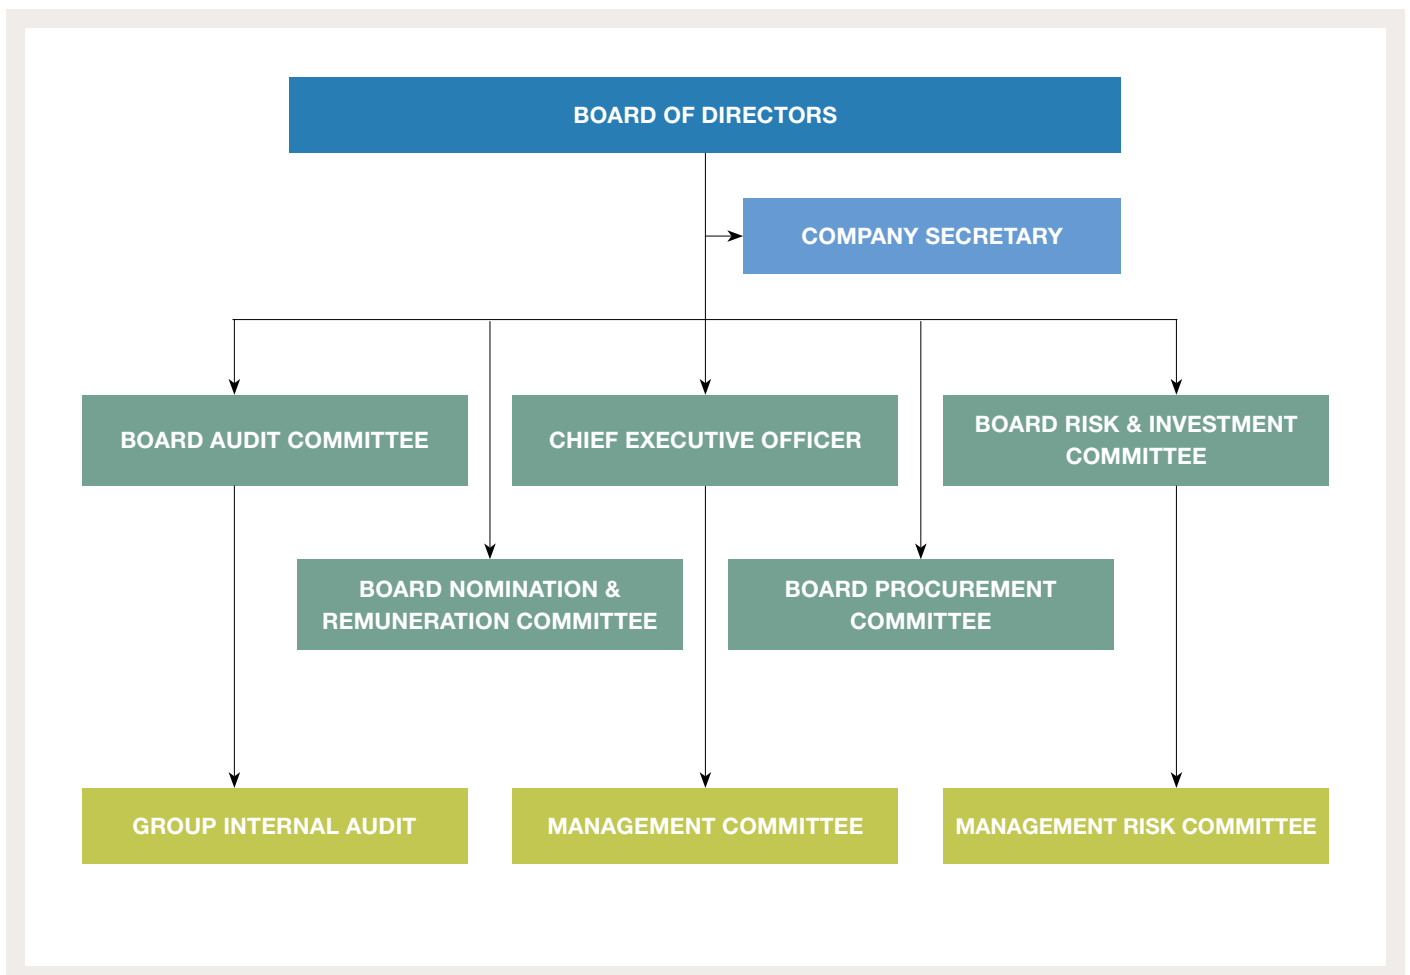 BOARD OF DIRECTORS
COMPANY SECRETARY
BOARD AUDIT COMMITTEE
CHIEF EXECUTIVE OFFICER
BOARD RISK & INVESTMENT
COMMITTEE
BOARD NOMINATION &
REMUNERATION COMMITTEE
BOARD PROCUREMENT
COMMITTEE
GROUP INTERNAL AUDIT
MANAGEMENT COMMITTEE
MANAGEMENT RISK COMMITTEE